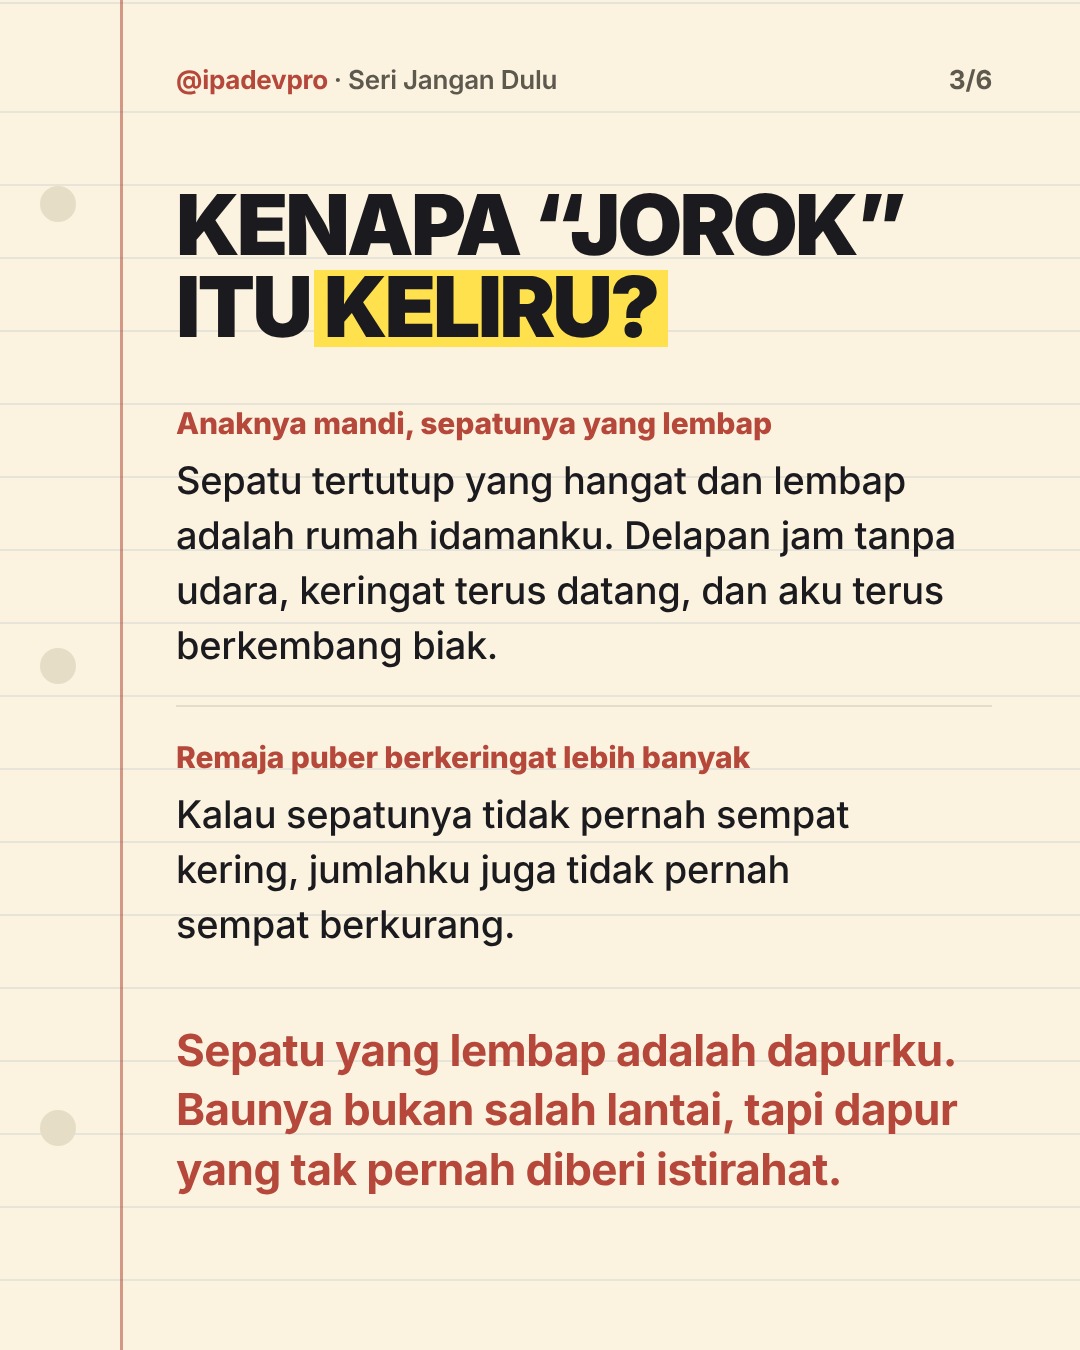 @ipadevpro · Seri Jangan Dulu
3/6
KENAPA “JOROK”
ITU KELIRU?
Anaknya mandi, sepatunya yang lembap
Sepatu tertutup yang hangat dan lembap
adalah rumah idamanku. Delapan jam tanpa
udara, keringat terus datang, dan aku terus
berkembang biak.
Remaja puber berkeringat lebih banyak
Kalau sepatunya tidak pernah sempat
kering, jumlahku juga tidak pernah
sempat berkurang.
Sepatu yang lembap adalah dapurku.
Baunya bukan salah lantai, tapi dapur
yang tak pernah diberi istirahat.